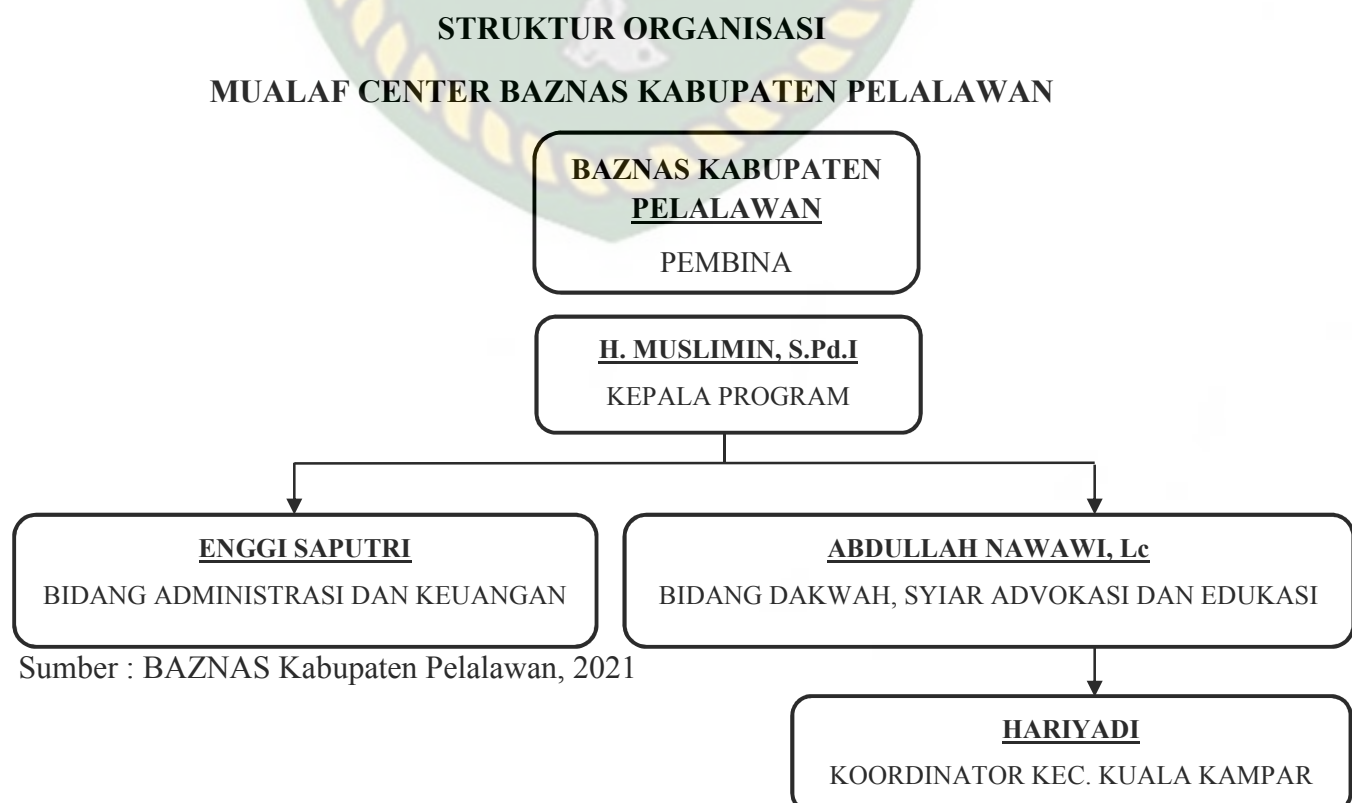 STRUKTUR ORGANISASI
MUALAF CENTER BAZNAS KABUPATEN PELALAWAN
BAZNAS KABUPATEN
PELALAWAN
PEMBINA
H. MUSLIMIN, S.Pd.I
KEPALA PROGRAM
ENGGI SAPUTRI
BIDANG ADMINISTRASI DAN KEUANGAN
ABDULLAH NAWAWI, Lc
BIDANG DAKWAH, SYIAR ADVOKASI DAN EDUKASI
Sumber : BAZNAS Kabupaten Pelalawan, 2021
HARIYADI
KOORDINATOR KEC. KUALA KAMPAR